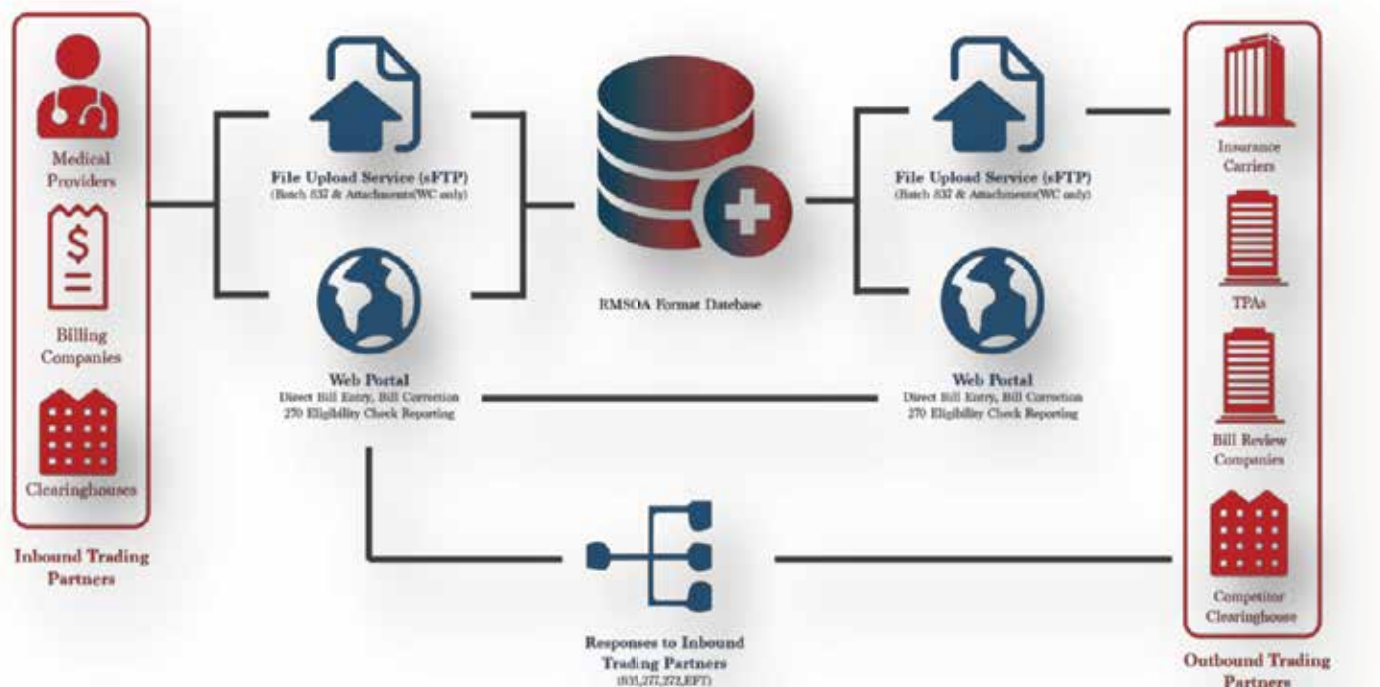 Medical
Providers
Billing
Companies
Clearinghouses
Inbound Trading
Partners
File Upload Service (sFTP)
(Batch 837 & Attachments(WC only)
Web Portal
Direct Bill Entry, Bill Correction
270 Eligibility Check Reporting
RMSOA Format Datebase
File Upload Service (sFTP)
(Batch 837 & Attachments(WC only)
Web Portal
Direct Bill Entry, Bill Correction
270 Eligibility Check Reporting
Responses to Inbound
Trading Partners
Insurance
Carriers
TPAs
Bill Review
Companies
Competitor
Clearinghouse
Outbound Trading
Partners